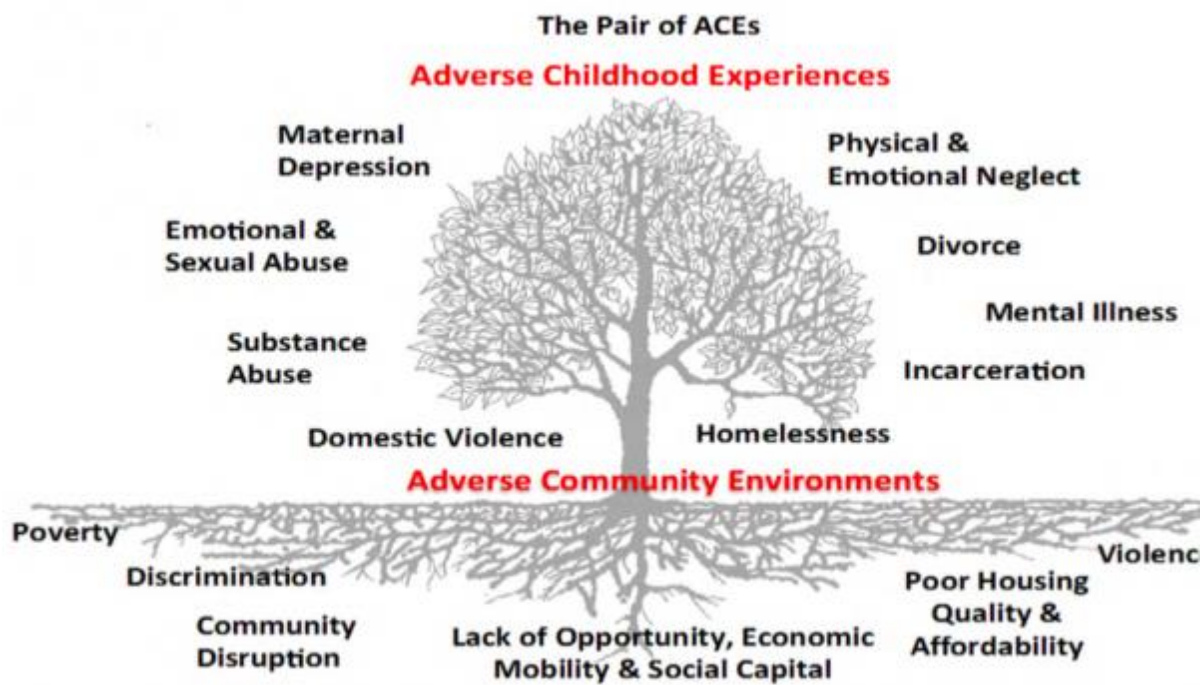 The Pair of ACEs
Adverse Childhood Experiences
Maternal
Depression
Physical &
Emotional Neglect
Emotional &
Sexual Abuse
Divorce
Mental Illness
Substance
Abuse
Incarceration
Domestic Violence
Homelessness
Adverse Community Environments
Poverty
Violenc
Discrimination
Poor Housing
Quality &
Affordability
Community
Disruption
Lack of Opportunity, Economic
Mobility & Social Capital